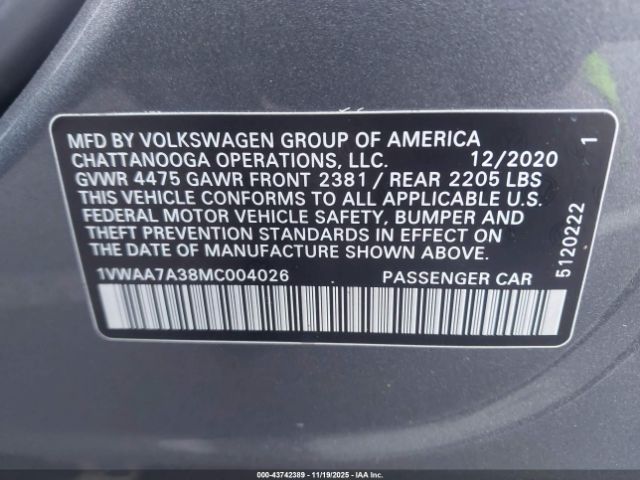 MFD BY VOLKSWAGEN GROUP OF AMERICA
CHATTANOOGA OPERATIONS, LLC. 12/2020 1
GVWR 4475 GAWR FRONT 2381 / REAR 2205 LBS
THIS VEHICLE CONFORMS TO ALL APPLICABLE U.S.
FEDERAL MOTOR VEHICLE SAFETY, BUMPER AND
THEFT PREVENTION STANDARDS IN EFFECT ON
THE DATE OF MANUFACTURE SHOWN ABOVE.
1VWAA7A38MC004026 PASSENGER CAR
5120222
000-43742389 - 11/19/2025 - IAA, Inc.